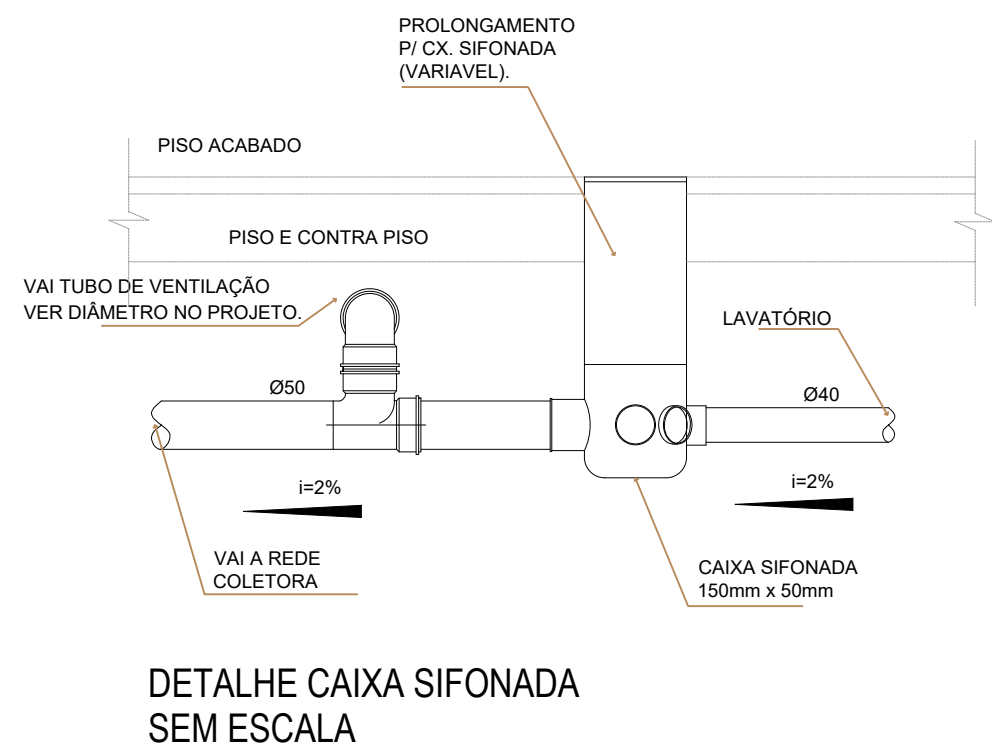 PROLONGAMENTO
P/ CX. SIFONADA
(VARIAVEL).
PISO ACABADO
PISO E CONTRA PISO
VAI TUBO DE VENTILAÇÃO
VER DIÂMETRO NO PROJETO.
LAVATÓRIO
Ø50
Ø40
i=2%
i=2%
VAI A REDE
COLETORA
CAIXA SIFONADA
150mm x 50mm
DETALHE CAIXA SIFONADA
SEM ESCALA